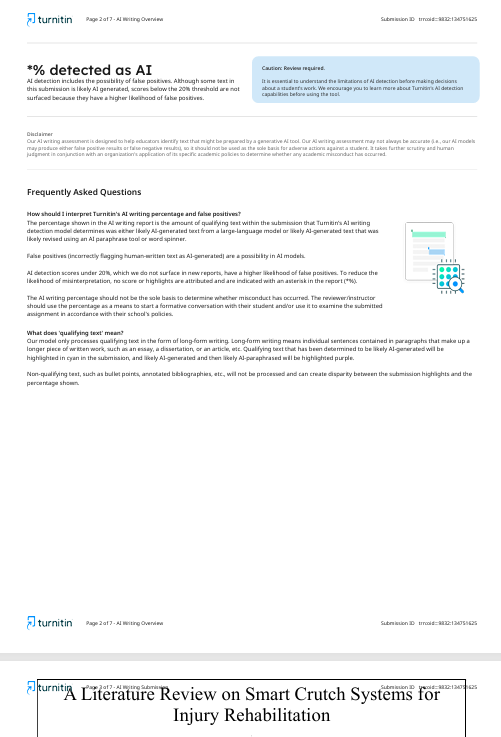 turnitin Page 2 of 7 - AI Writing Overview Submission ID trn:oid:::9832:134751625
*% detected as AI
AI detection includes the possibility of false positives. Although some text in
this submission is likely AI generated, scores below the 20% threshold are not
surfaced because they have a higher likelihood of false positives.
Caution: Review required.
It is essential to understand the limitations of AI detection before making decisions
about a student's work. We encourage you to learn more about Turnitin's AI detection
capabilities before using the tool.
Disclaimer
Our AI writing assessment is designed to help educators identify text that might be prepared by a generative AI tool. Our AI writing assessment may not always be accurate (i.e., our AI models
may produce either false positive results or false negative results), so it should not be used as the sole basis for adverse actions against a student. It takes further scrutiny and human
judgment in conjunction with an organization's application of its specific academic policies to determine whether any academic misconduct has occurred.
Frequently Asked Questions
How should I interpret Turnitin's AI writing percentage and false positives?
The percentage shown in the AI writing report is the amount of qualifying text within the submission that Turnitin's AI writing
detection model determines was either likely AI-generated text from a large-language model or likely AI-generated text that was
likely revised using an AI paraphrase tool or word spinner.
False positives (incorrectly flagging human-written text as AI-generated) are a possibility in AI models.
AI detection scores under 20%, which we do not surface in new reports, have a higher likelihood of false positives. To reduce the
likelihood of misinterpretation, no score or highlights are attributed and are indicated with an asterisk in the report (*%).
The AI writing percentage should not be the sole basis to determine whether misconduct has occurred. The reviewer/instructor
should use the percentage as a means to start a formative conversation with their student and/or use it to examine the submitted
assignment in accordance with their school's policies.
What does 'qualifying text' mean?
Our model only processes qualifying text in the form of long-form writing. Long-form writing means individual sentences contained in paragraphs that make up a
longer piece of written work, such as an essay, a dissertation, or an article, etc. Qualifying text that has been determined to be likely AI-generated will be
highlighted in cyan in the submission, and likely AI-generated and then likely AI-paraphrased will be highlighted purple.
Non-qualifying text, such as bullet points, annotated bibliographies, etc., will not be processed and can create disparity between the submission highlights and the
percentage shown.
turnitin Page 2 of 7 - AI Writing Overview Submission ID trn:oid:::9832:134751625
turnitin Page 3 of 7 - AI Writing Submission Submission ID trn:oid:::9832:134751625
A Literature Review on Smart Crutch Systems for
Injury Rehabilitation